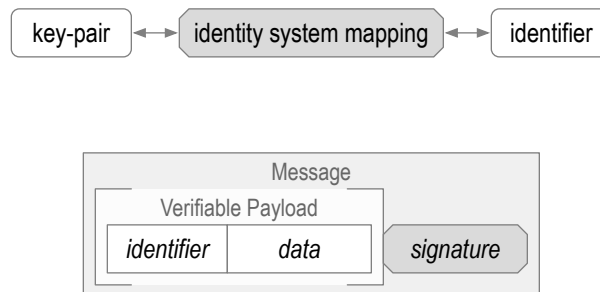 key-pair identity system mapping identifier
Message
Verifiable Payload
identifier data signature